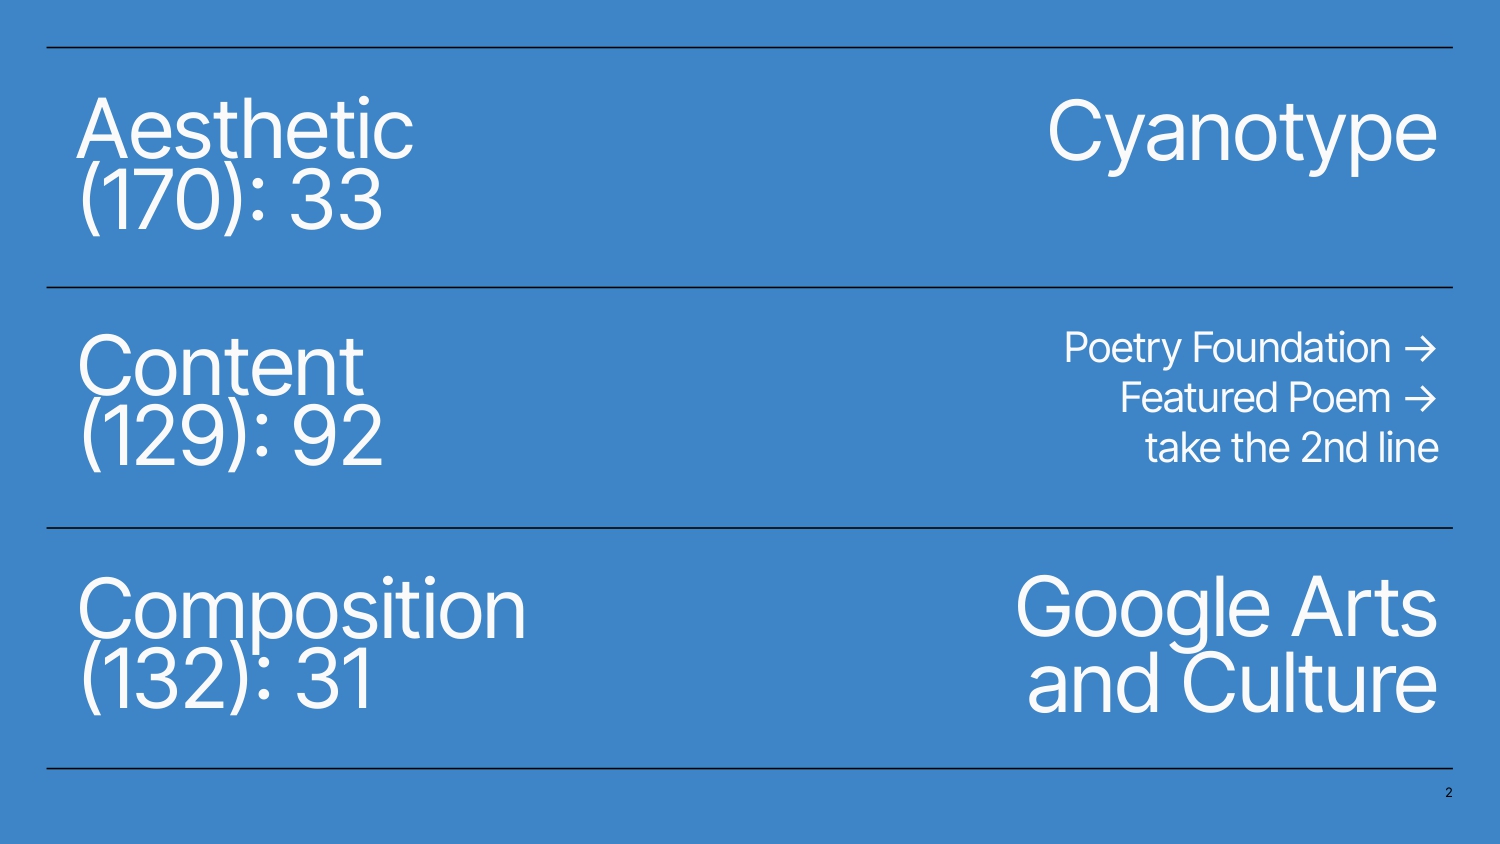 Aesthetic
(170): 33
Cyanotype
Content
(129): 92
Poetry Foundation →
Featured Poem →
take the 2nd line
Composition
(132): 31
Google Arts
and Culture
2